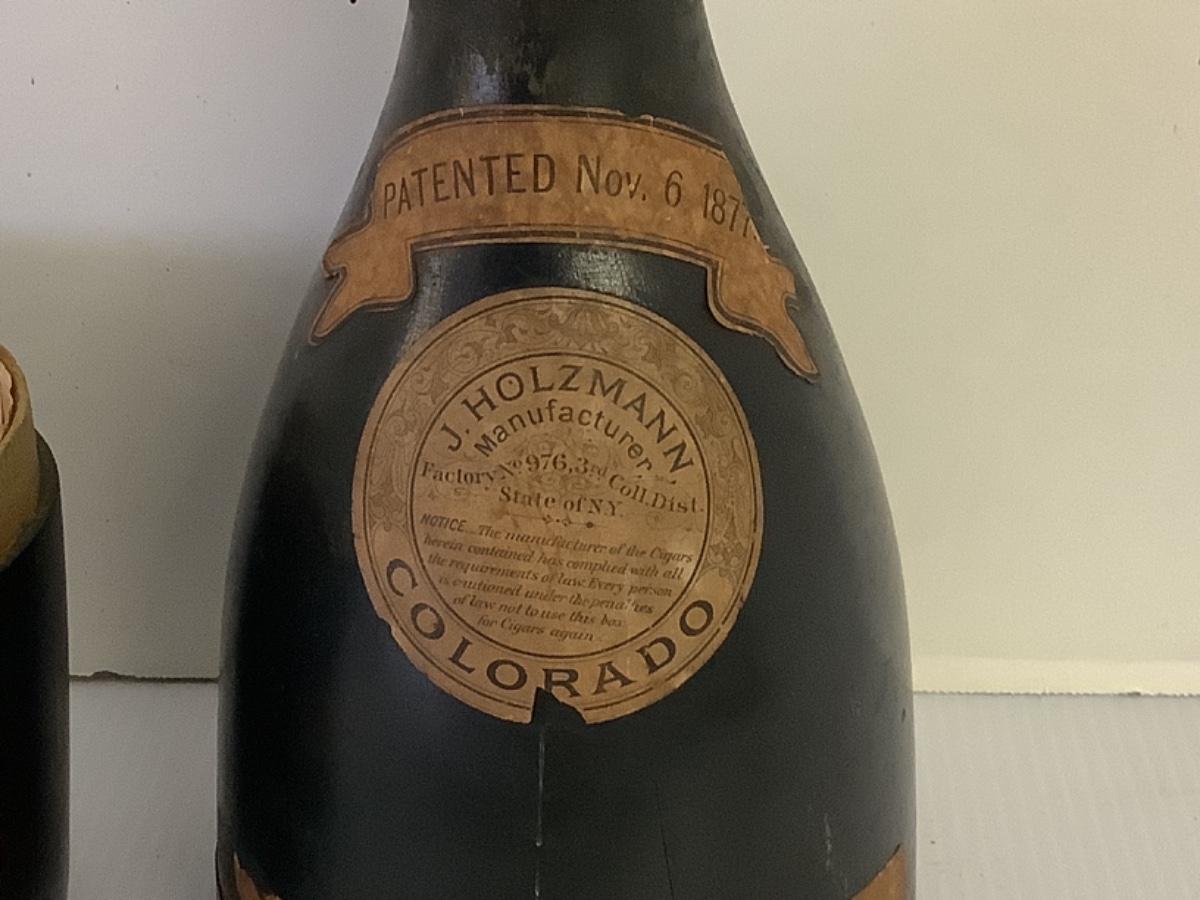 PATENTED Nov. 6 1877
J. HOLZMANN
Manufacturer
Factory No 976, 3rd Coll. Dist.
State of N.Y.
NOTICE... The manufacturer of the Cigars
herein contained has complied with all
the requirements of law. Every person
is cautioned under the penalties
of law not to use this box
for Cigars again.
COLORADO